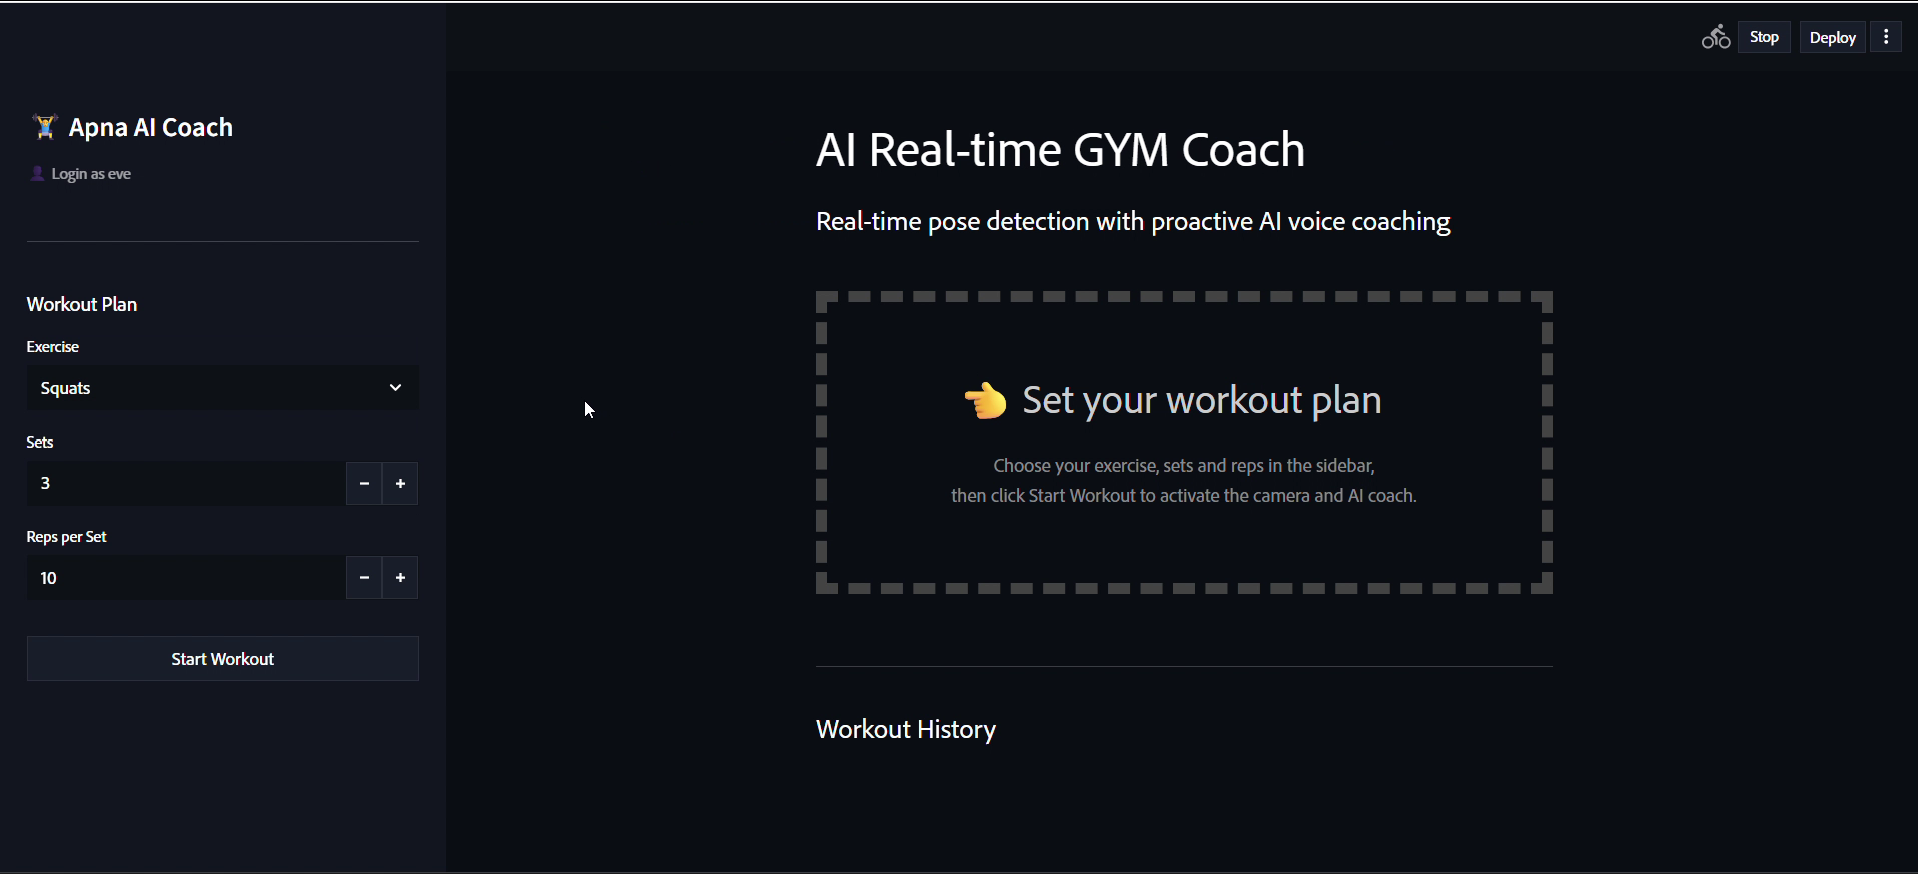 Stop
Deploy
Apna AI Coach
Login as eve
Workout Plan
Exercise
Squats
Sets
3
Reps per Set
10
Start Workout
AI Real-time GYM Coach
Real-time pose detection with proactive AI voice coaching
Set your workout plan
Choose your exercise, sets and reps in the sidebar,
then click Start Workout to activate the camera and AI coach.
Workout History